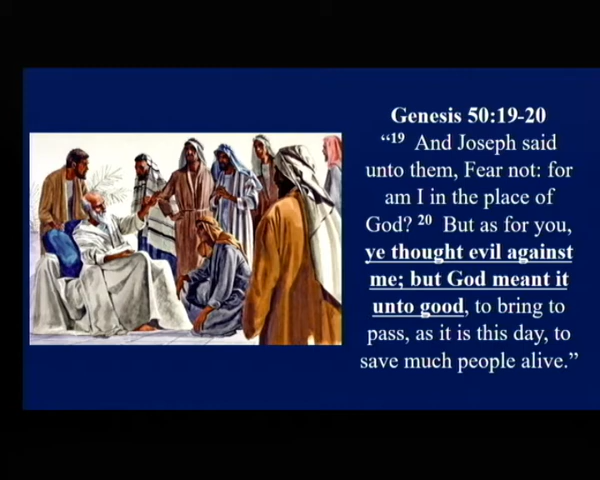 Genesis 50:19-20
“19 And Joseph said
unto them, Fear not: for
am I in the place of
God? 20 But as for you,
ye thought evil against
me; but God meant it
unto good, to bring to
pass, as it is this day, to
save much people alive.”